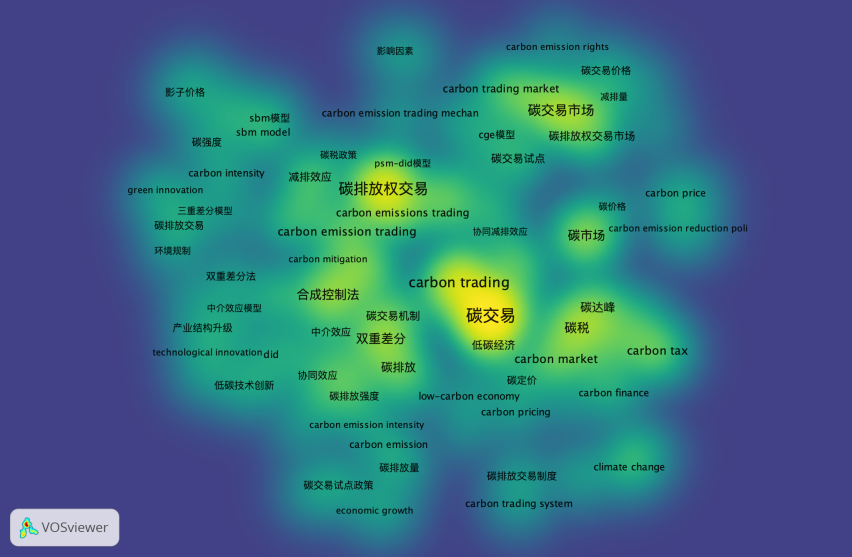 影响因素
carbon emission rights
碳交易价格
carbon trading market
影子价格
减排量
碳交易市场
carbon emission trading mechan
sbm模型
sbm model
cge模型
碳排放权交易市场
碳强度
碳税政策
psm-did模型
碳交易试点
carbon intensity
减排效应
碳排放权交易
green innovation
carbon price
碳价格
三重差分模型
carbon emissions trading
碳排放交易
carbon emission trading
协同减排效应
碳市场
carbon emission reduction poli
环境规制
carbon mitigation
双重差分法
carbon trading
合成控制法
中介效应模型
碳达峰
碳交易机制
碳交易
产业结构升级
中介效应
碳税
双重差分
低碳经济
technological innovation
did
carbon market
carbon tax
碳排放
协同效应
碳定价
低碳技术创新
碳排放强度
low-carbon economy
carbon finance
carbon pricing
carbon emission intensity
carbon emission
碳排放量
climate change
碳排放交易制度
碳交易试点政策
carbon trading system
economic growth
VOSviewer